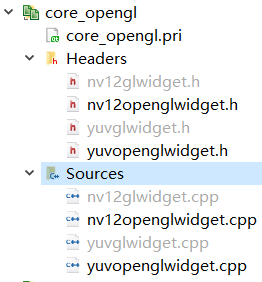 core_opengl
core_opengl.pri
Headers
nv12glwidget.h
nv12openglwidget.h
yuvglwidget.h
yuvopenglwidget.h
Sources
nv12glwidget.cpp
nv12openglwidget.cpp
yuvglwidget.cpp
yuvopenglwidget.cpp